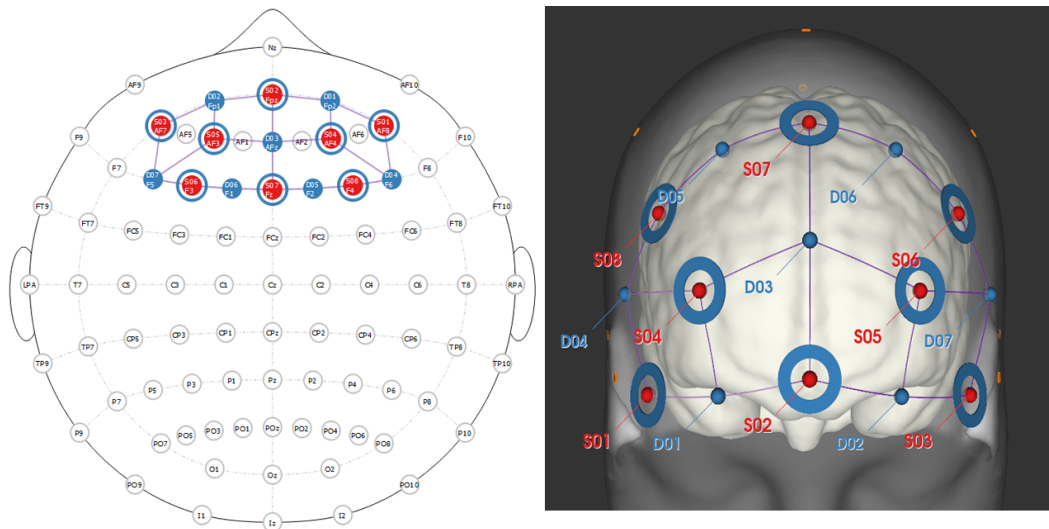 Nz
AF9
AF10
D02
Fp1
S02
Fpz
D01
Fp2
S03
AF7
AF5
S05
AF3
AF1
D03
AFz
AF2
S04
AF4
AF6
S01
AF8
F9
F10
F7
D07
F5
S06
F3
D06
F1
S07
Fz
D05
F2
S08
F4
D04
F6
F8
FT9
FT7
FC5
FC3
FC1
FCz
FC2
FC4
FC6
FT8
FT10
LPA
T7
C5
C3
C1
Cz
C2
C4
C6
T8
RPA
TP9
TP7
CP5
CP3
CP1
CPz
CP2
CP4
CP6
TP8
TP10
P9
P7
P5
P3
P1
Pz
P2
P4
P6
P8
P10
PO9
PO7
PO5
PO3
PO1
POz
PO2
PO4
PO6
PO8
PO10
O1
Oz
O2
I1
Iz
I2
S07
D05
D06
S08
S06
D03
S04
S05
D04
D07
S01
D01
S02
D02
S03